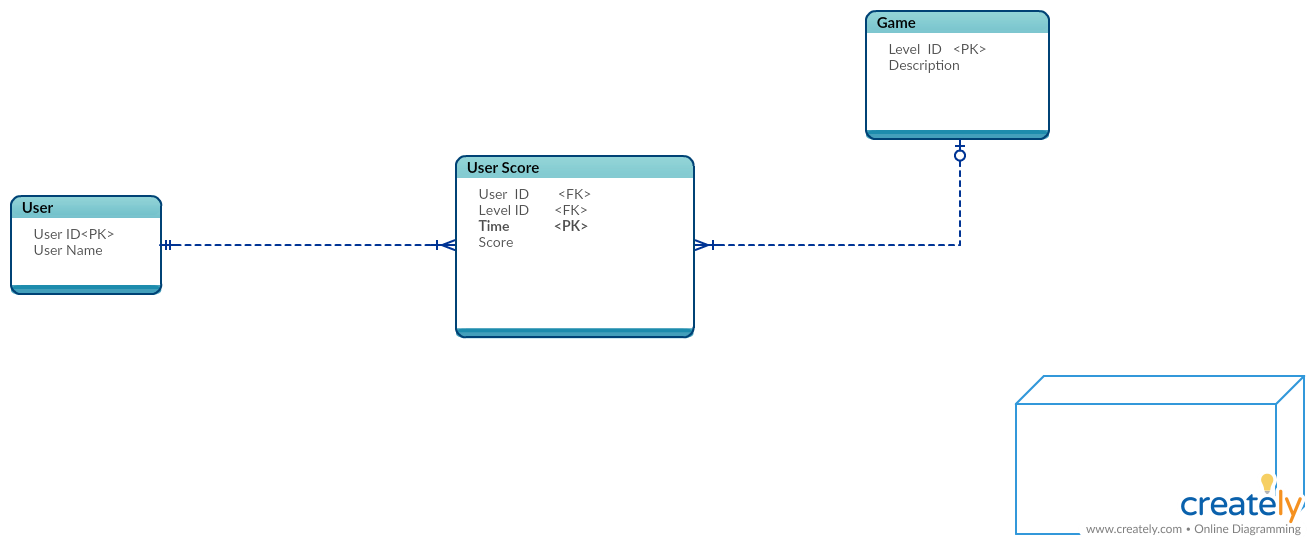 Game
Level ID <PK>
Description
User Score
User ID <FK>
Level ID <FK>
Time <PK>
Score
User
User ID<PK>
User Name
creately
www.creately.com • Online Diagramming